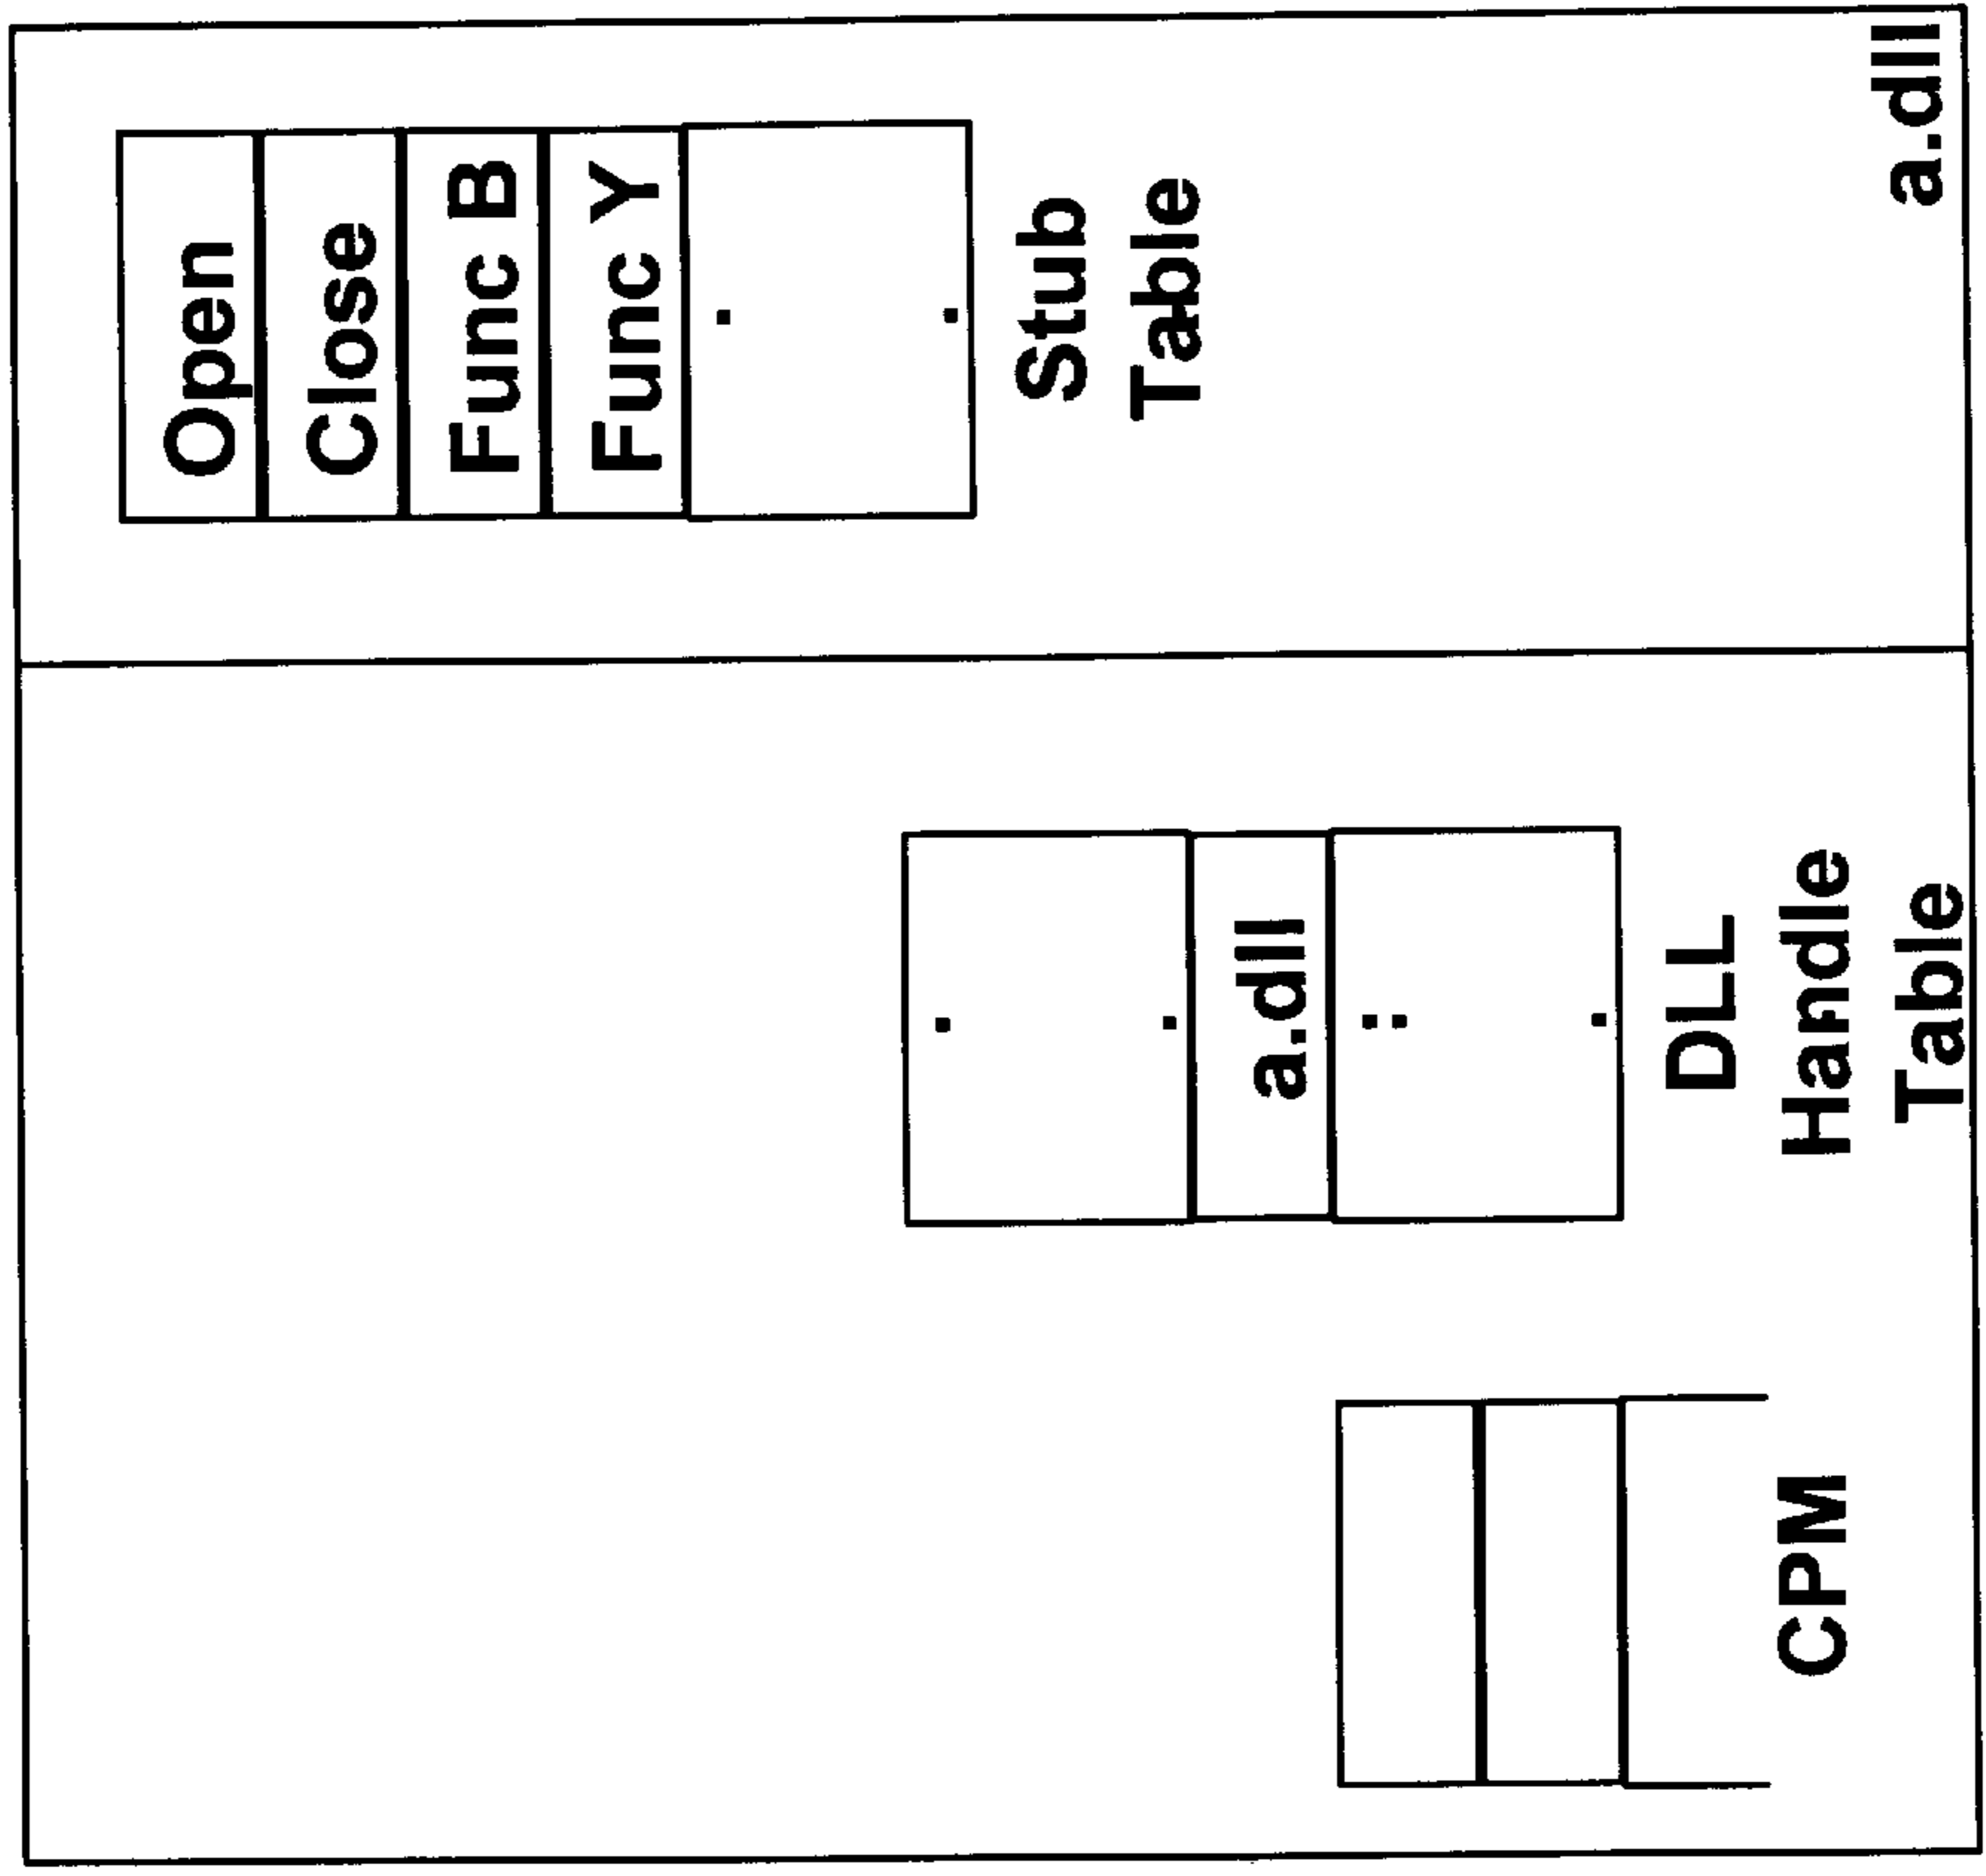 CPM
a.dll
DLL
Handle
Table
Open
Close
Func B
Func Y
Stub
Table
a.dll